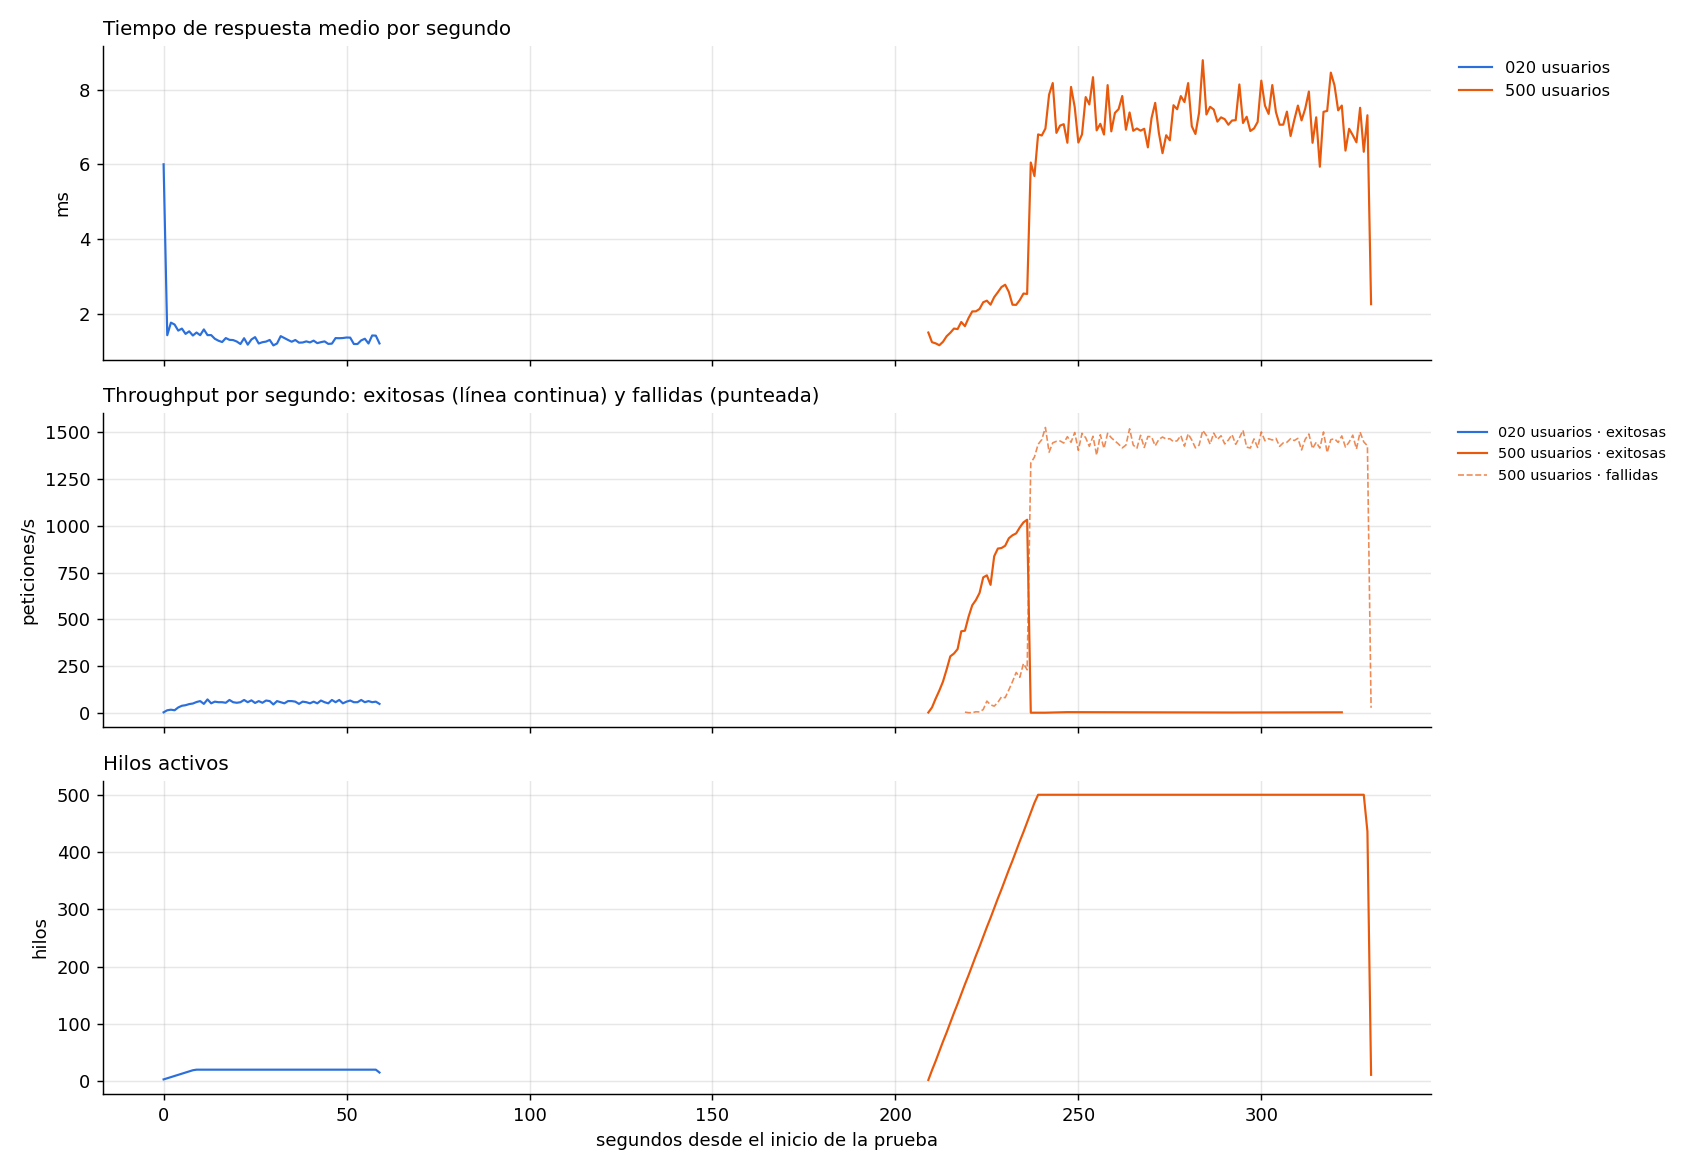 Tiempo de respuesta medio por segundo
8
6
4
2
ms
020 usuarios
500 usuarios
Throughput por segundo: exitosas (línea continua) y fallidas (punteada)
1500
1250
1000
750
500
250
0
peticiones/s
020 usuarios · exitosas
500 usuarios · exitosas
500 usuarios · fallidas
Hilos activos
500
400
300
200
100
0
hilos
0 50 100 150 200 250 300
segundos desde el inicio de la prueba